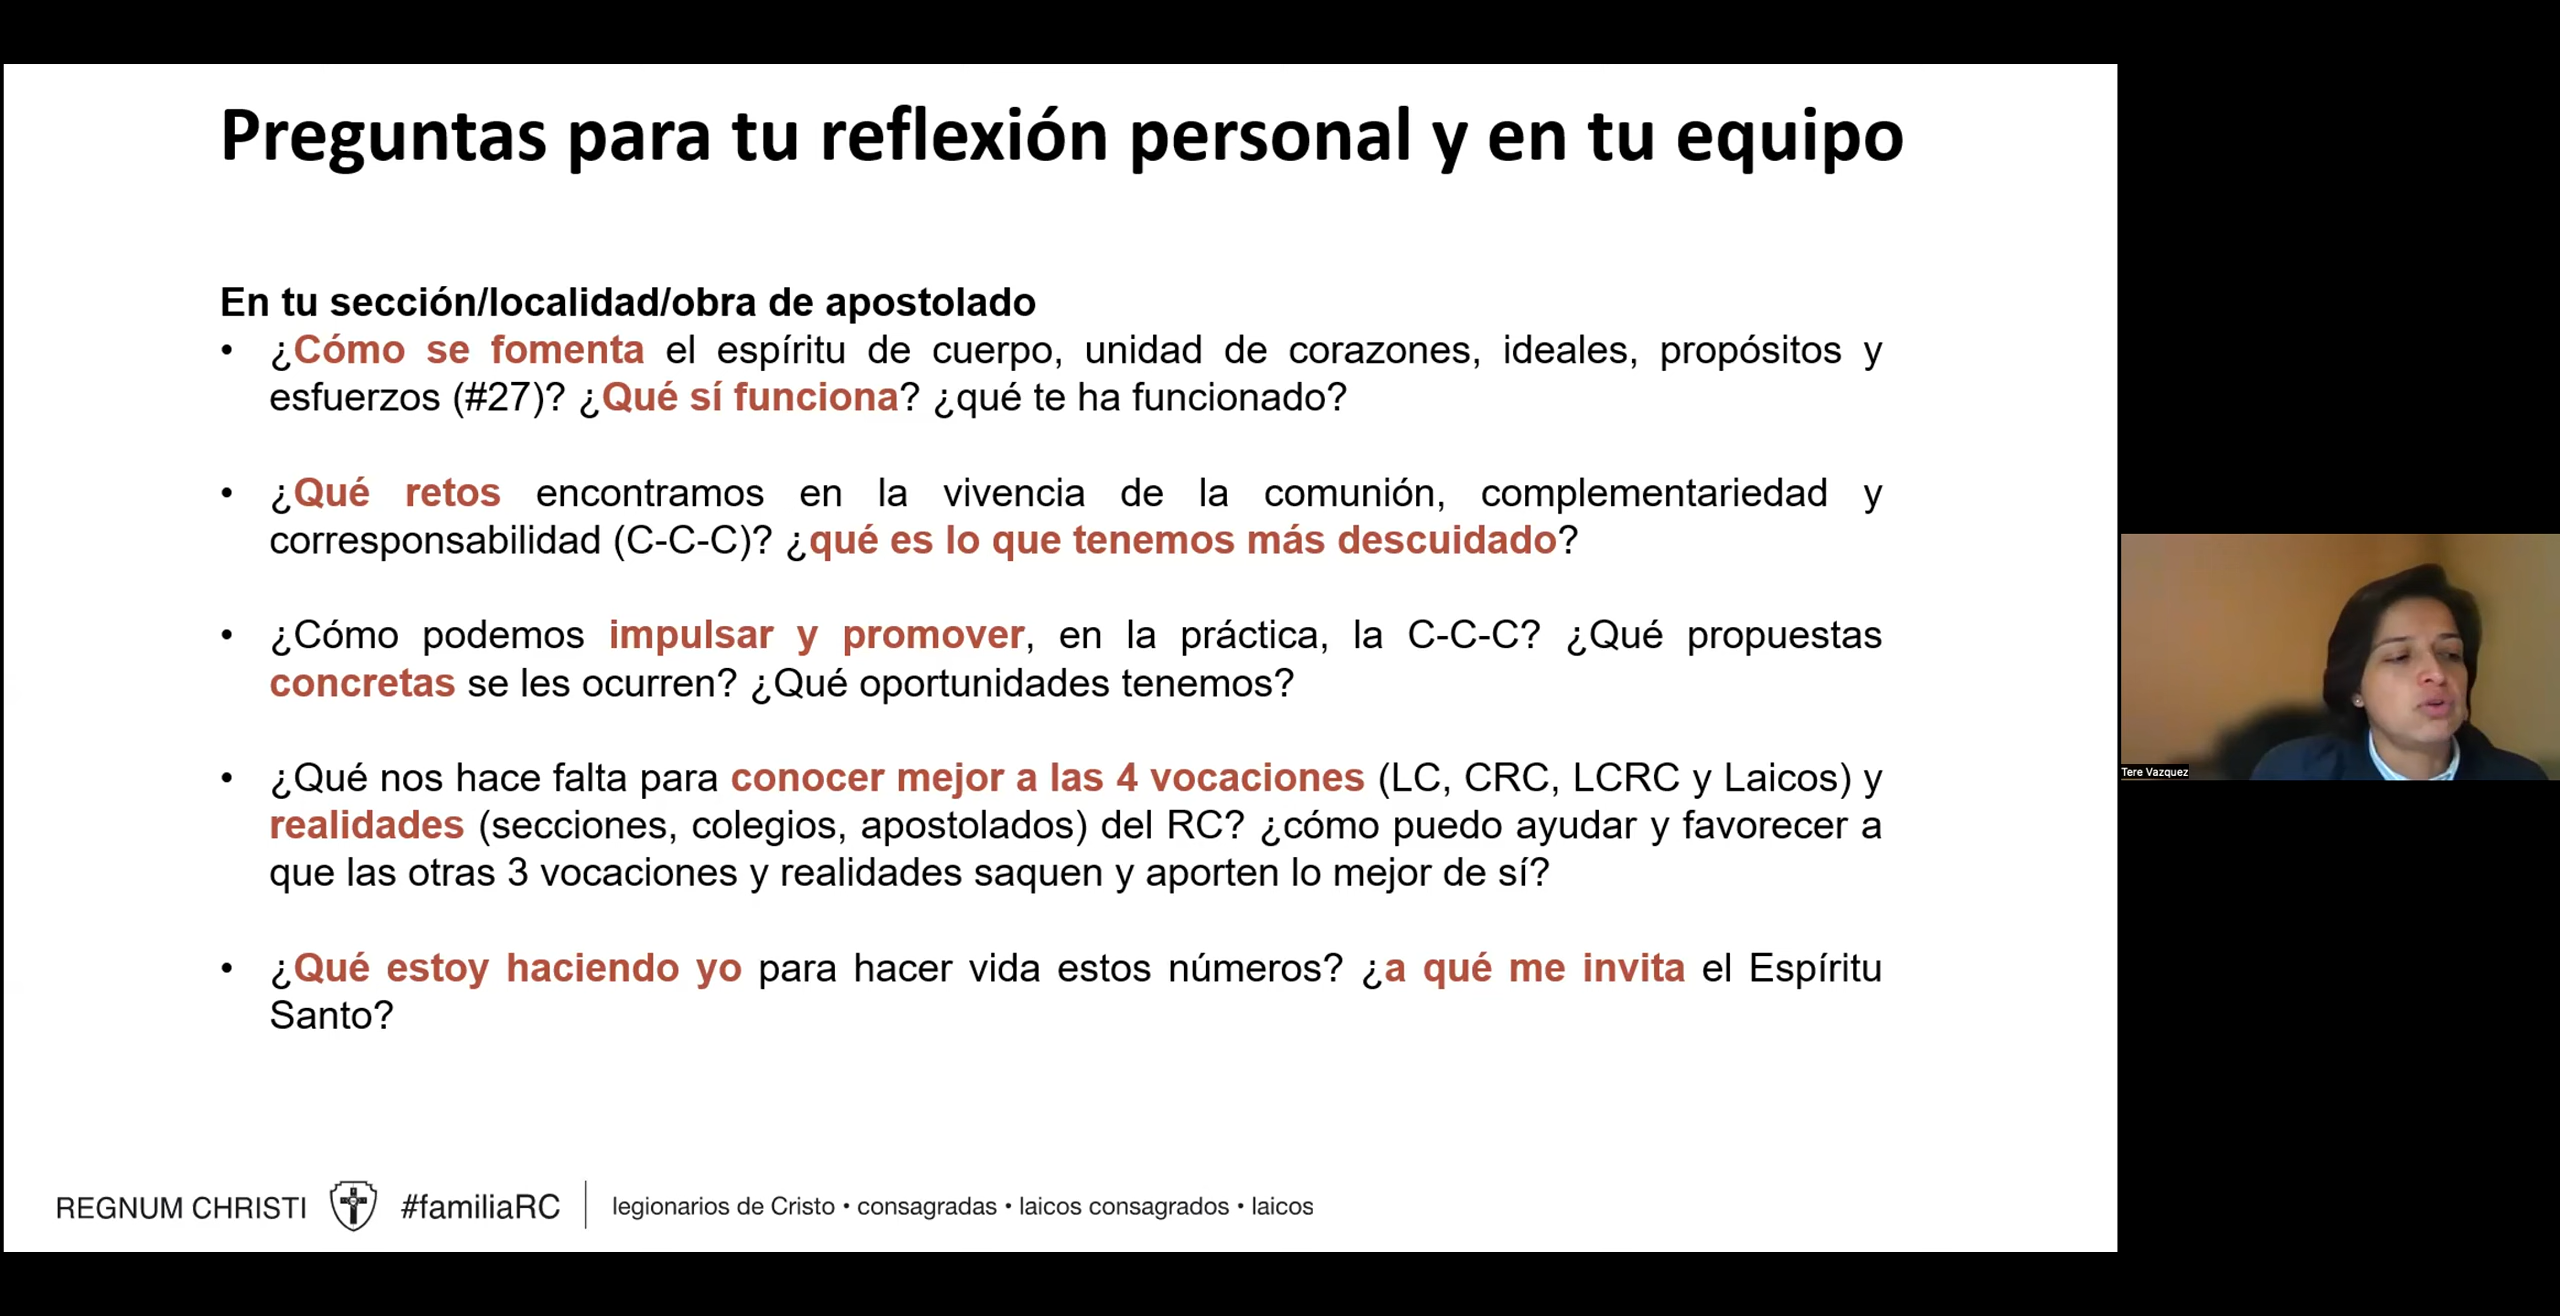 Preguntas para tu reflexión personal y en tu equipo
En tu sección/localidad/obra de apostolado
• ¿Cómo se fomenta el espíritu de cuerpo, unidad de corazones, ideales, propósitos y
esfuerzos (#27)? ¿Qué sí funciona? ¿qué te ha funcionado?
• ¿Qué retos encontramos en la vivencia de la comunión, complementariedad y
corresponsabilidad (C-C-C)? ¿qué es lo que tenemos más descuidado?
• ¿Cómo podemos impulsar y promover, en la práctica, la C-C-C? ¿Qué propuestas
concretas se les ocurren? ¿Qué oportunidades tenemos?
• ¿Qué nos hace falta para conocer mejor a las 4 vocaciones (LC, CRC, LCRC y Laicos) y
realidades (secciones, colegios, apostolados) del RC? ¿cómo puedo ayudar y favorecer a
que las otras 3 vocaciones y realidades saquen y aporten lo mejor de sí?
• ¿Qué estoy haciendo yo para hacer vida estos números? ¿a qué me invita el Espíritu
Santo?
REGNUM CHRISTI #familiaRC legionarios de Cristo • consagradas • laicos consagrados • laicos
Tere Vazquez